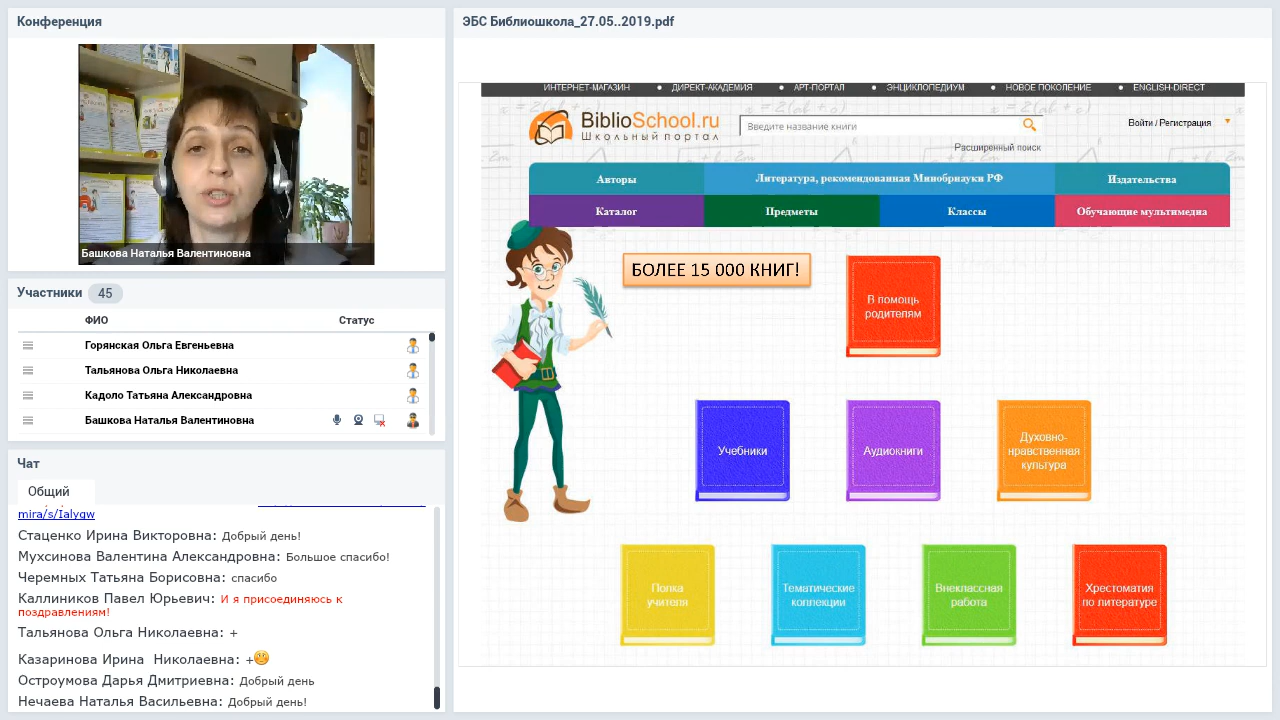 Конференция
Башкова Наталья Валентиновна
Участники 45
ФИО Статус
Горянская Ольга Евгеньевна
Тальянова Ольга Николаевна
Кадоло Татьяна Александровна
Башкова Наталья Валентиновна
Чат
Общий
mira/s/Ialyqw
Стаценко Ирина Викторовна: Добрый день!
Мухсинова Валентина Александровна: Большое спасибо!
Черемных Татьяна Борисовна: спасибо
Каллиников Павел Юрьевич: И я присоединяюсь к
поздравлениям!
Тальянова Ольга Николаевна: +
Казаринова Ирина Николаевна: +
Остроумова Дарья Дмитриевна: Добрый день
Нечаева Наталья Васильевна: Добрый день!
ЭБС Библиошкола_27.05..2019.pdf
ИНТЕРНЕТ-МАГАЗИН • ДИРЕКТ-АКАДЕМИЯ • АРТ-ПОРТАЛ • ЭНЦИКЛОПЕДИУМ • НОВОЕ ПОКОЛЕНИЕ • ENGLISH-DIRECT
BiblioSchool.ru
Школьный портал
Введите название книги
Войти / Регистрация
Расширенный поиск
Авторы Литература, рекомендованная Минобрнауки РФ Издательства
Каталог Предметы Классы Обучающие мультимедиа
БОЛЕЕ 15 000 КНИГ!
В помощь
родителям
Учебники
Аудиокниги
Духовно-
нравственная
культура
Полка
учителя
Тематические
коллекции
Внеклассная
работа
Хрестоматия
по литературе